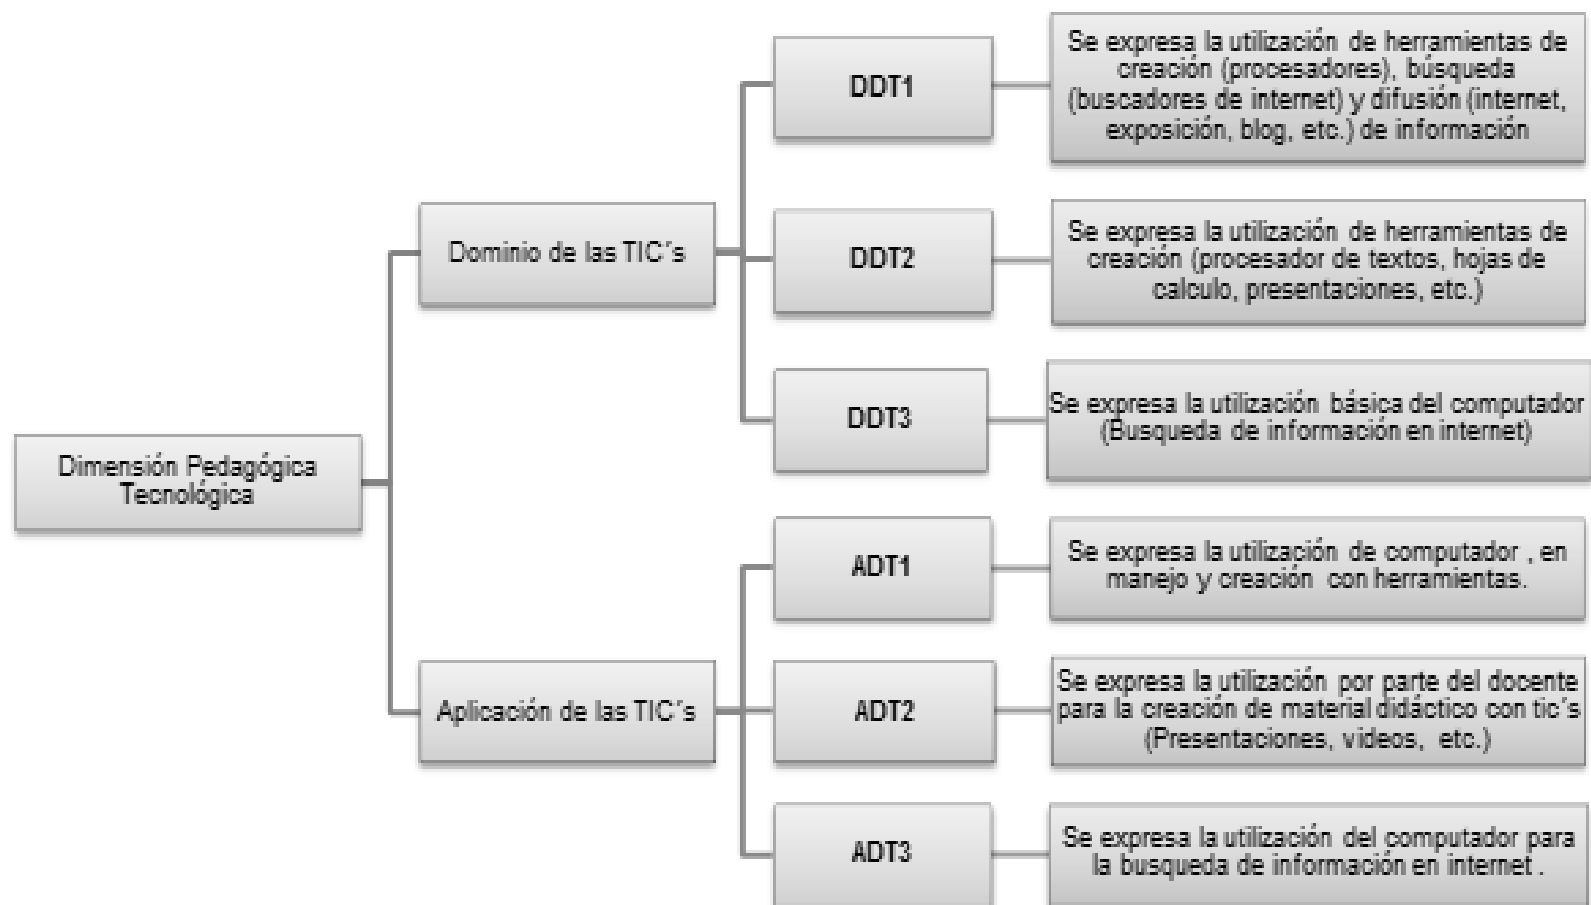 Dimensión Pedagógica
Tecnológica
Dominio de las TIC´s
DDT1
Se expresa la utilización de herramientas de
creación (procesadores), búsqueda
(buscadores de internet) y difusión (internet,
exposición, blog, etc.) de información
DDT2
Se expresa la utilización de herramientas de
creación (procesador de textos, hojas de
calculo, presentaciones, etc.)
DDT3
Se expresa la utilización básica del computador
(Busqueda de información en internet)
Aplicación de las TIC´s
ADT1
Se expresa la utilización de computador , en
manejo y creación con herramientas.
ADT2
Se expresa la utilización por parte del docente
para la creación de material didáctico con tic´s
(Presentaciones, videos, etc.)
ADT3
Se expresa la utilización del computador para
la busqueda de información en internet .